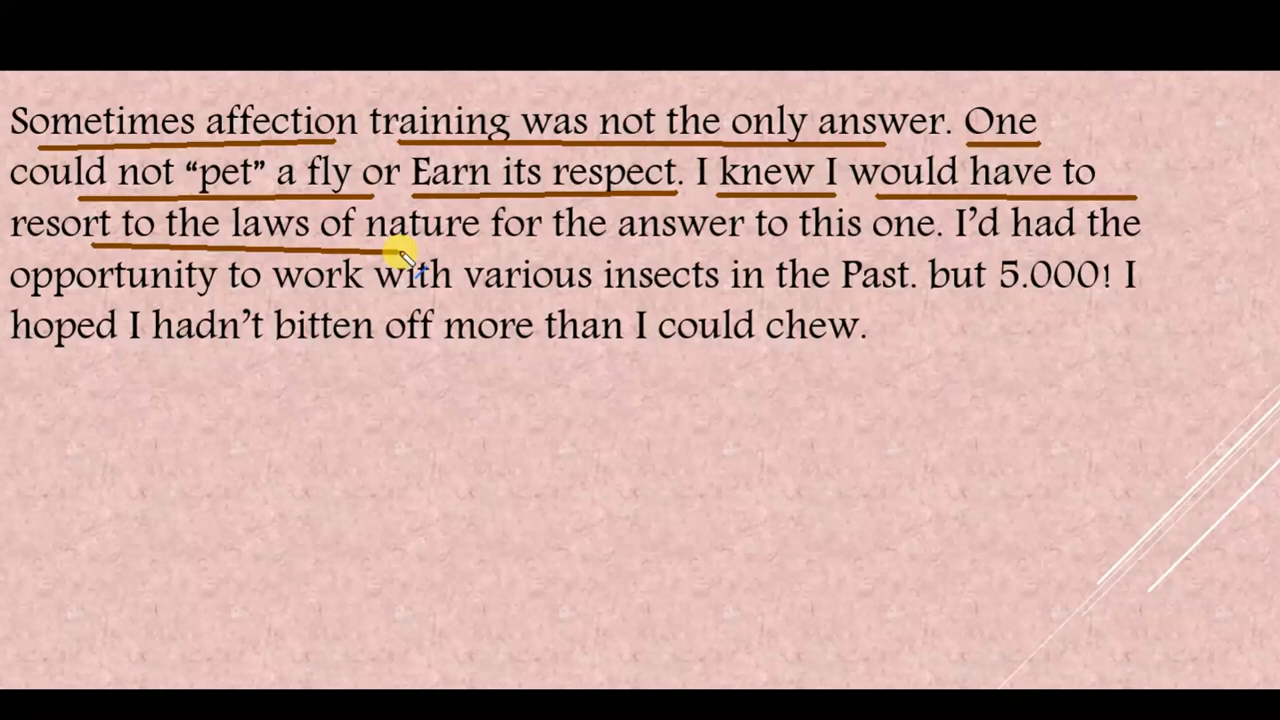 Sometimes affection training was not the only answer. One
could not “pet” a fly or Earn its respect. I knew I would have to
resort to the laws of nature for the answer to this one. I’d had the
opportunity to work with various insects in the Past. but 5.000! I
hoped I hadn’t bitten off more than I could chew.